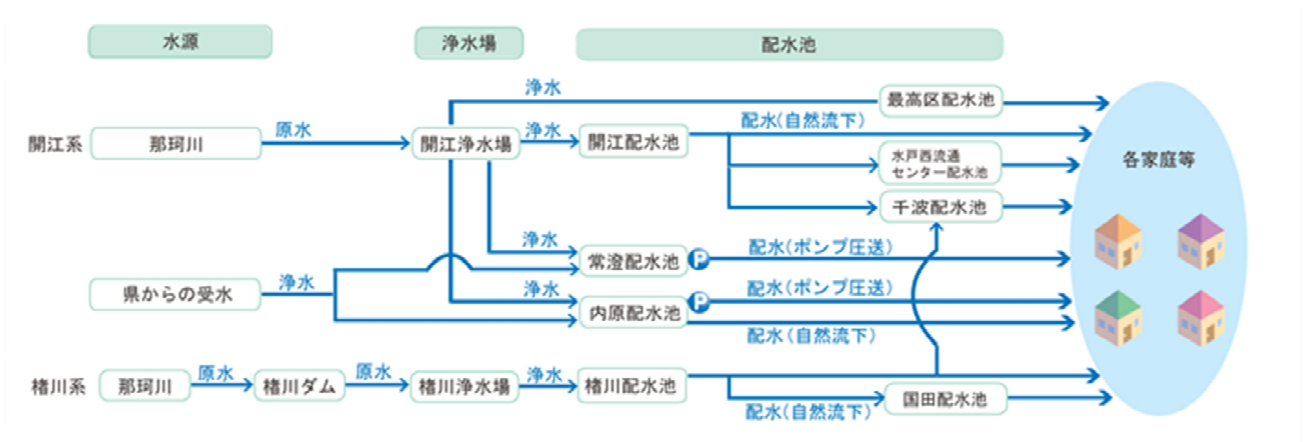 水源
浄水場
配水池
浄水
最高区配水池
配水(自然流下)
開江系
那珂川
原水
開江浄水場
浄水
開江配水池
水戸西流通
センター配水池
各家庭等
千波配水池
浄水
常澄配水池
P
配水(ポンプ圧送)
県からの受水
浄水
浄水
内原配水池
P
配水(ポンプ圧送)
配水(自然流下)
楮川系
那珂川
原水
楮川ダム
原水
楮川浄水場
浄水
楮川配水池
配水(自然流下)
国田配水池